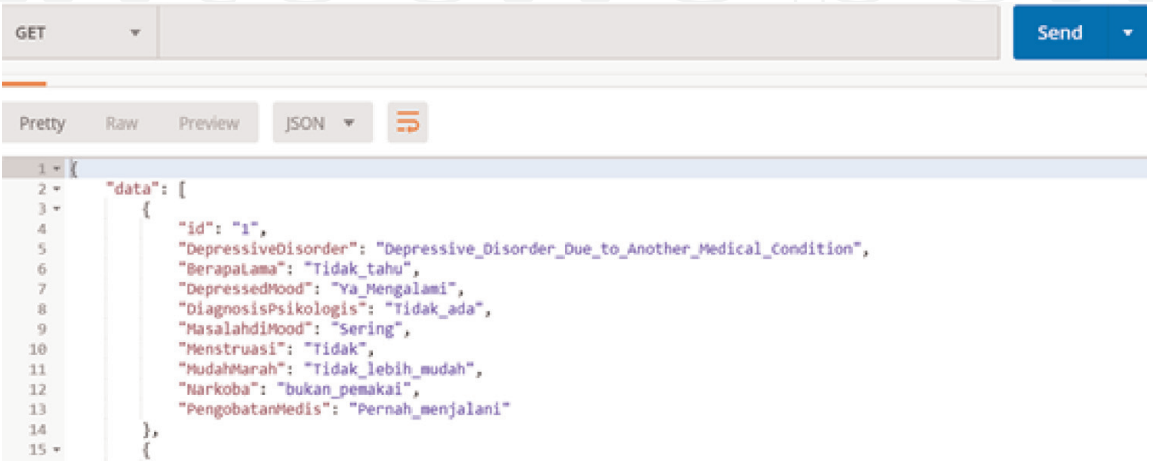 GET Send
Pretty Raw Preview JSON
1 {
2 "data": [
3 {
4 "id": "1",
5 "DepressiveDisorder": "Depressive_Disorder_Due_to_Another_Medical_Condition",
6 "BerapaLama": "Tidak_tahu",
7 "DepressedMood": "Ya_Mengalami",
8 "DiagnosisPsikologis": "Tidak_ada",
9 "MasalahdiMood": "Sering",
10 "Menstruasi": "Tidak",
11 "MudahMarah": "Tidak_lebih_mudah",
12 "Narkoba": "bukan_pemakai",
13 "PengobatanMedis": "Pernah_menjalani"
14 },
15 {